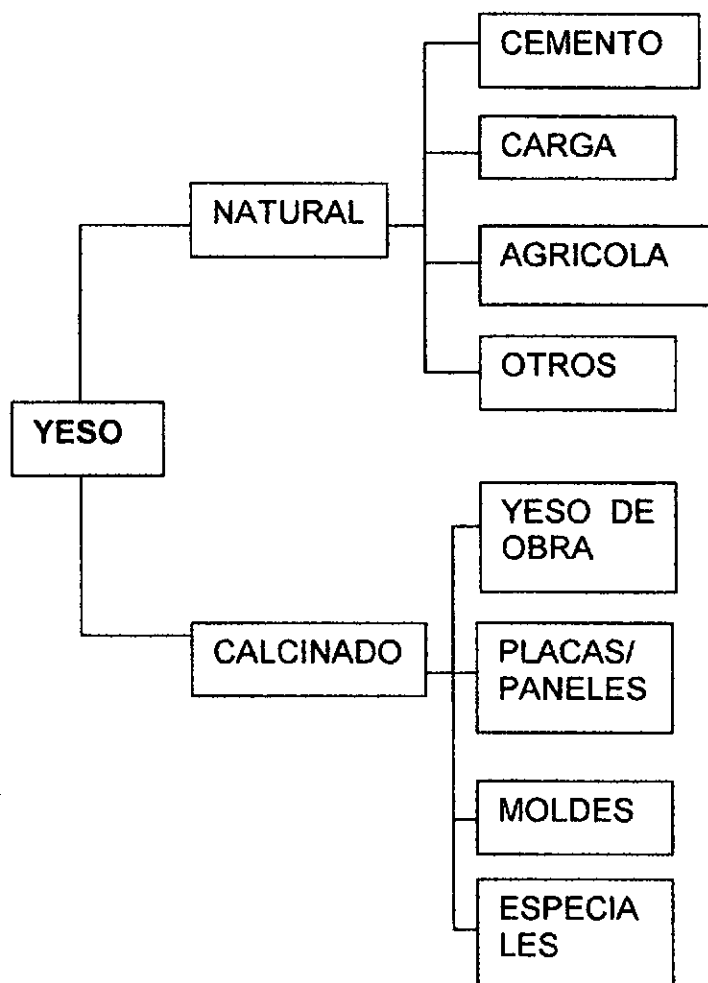 CEMENTO
CARGA
NATURAL
AGRICOLA
OTROS
YESO
YESO DE
OBRA
CALCINADO
PLACAS/
PANELES
MOLDES
ESPECIA
LES